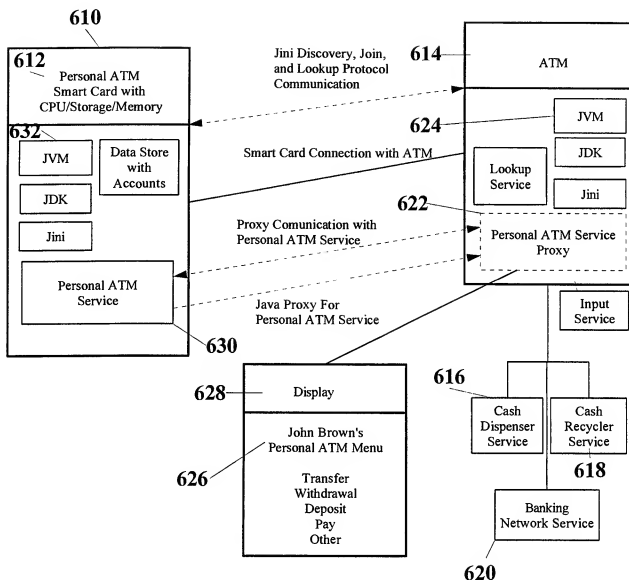 610
612
Personal ATM
Smart Card with
CPU/Storage/Memory
632
JVM
Data Store
with
Accounts
JDK
Jini
Personal ATM
Service
630
Jini Discovery, Join,
and Lookup Protocol
Communication
Smart Card Connection with ATM
Proxy Comunication with
Personal ATM Service
Java Proxy For
Personal ATM Service
614
ATM
624
JVM
JDK
Lookup
Service
Jini
622
Personal ATM Service
Proxy
Input
Service
628
Display
626
John Brown's
Personal ATM Menu
Transfer
Withdrawal
Deposit
Pay
Other
616
Cash
Dispenser
Service
Cash
Recycler
Service
618
Banking
Network Service
620